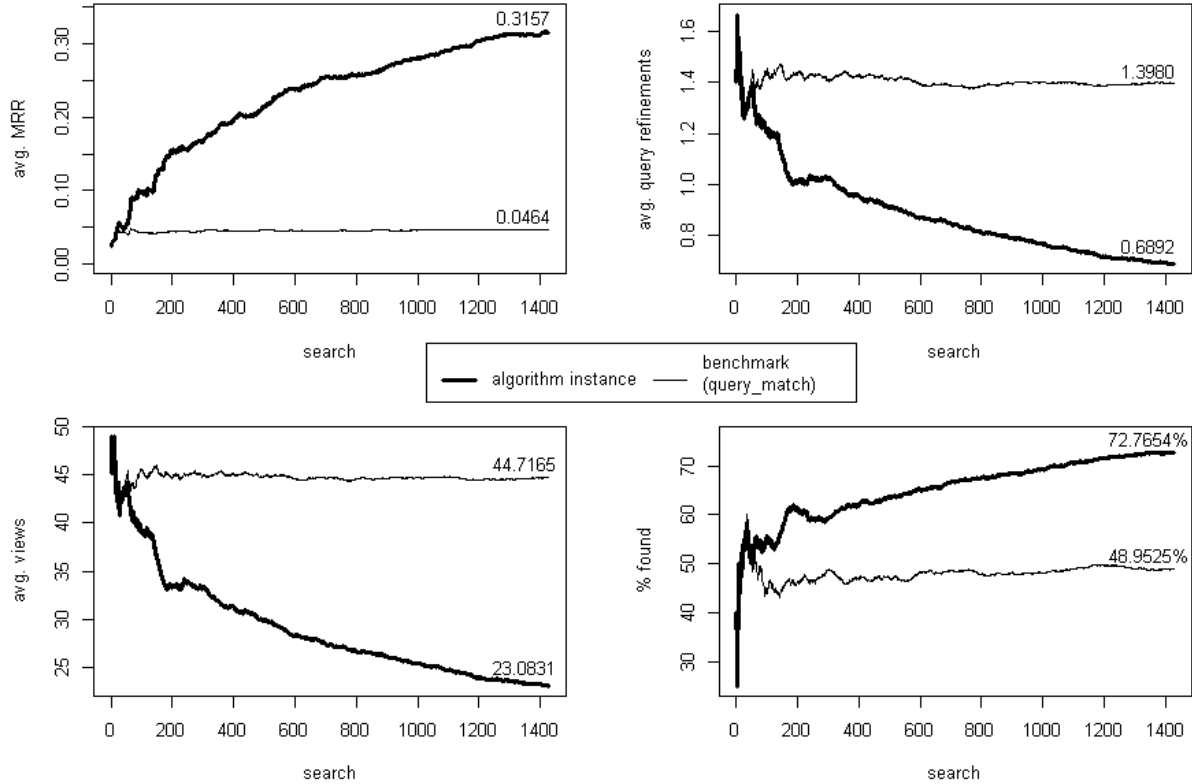 0.3157
0.0464
0.30
0.20
0.10
0.00
avg. MRR
0 200 400 600 800 1000 1200 1400
search
1.3980
0.6892
1.6
1.4
1.2
1.0
0.8
avg. query refinements
0 200 400 600 800 1000 1200 1400
search
algorithm instance
benchmark
(query_match)
44.7165
23.0831
50
45
40
35
30
25
avg. views
0 200 400 600 800 1000 1200 1400
search
72.7654%
48.9525%
70
60
50
40
30
% found
0 200 400 600 800 1000 1200 1400
search